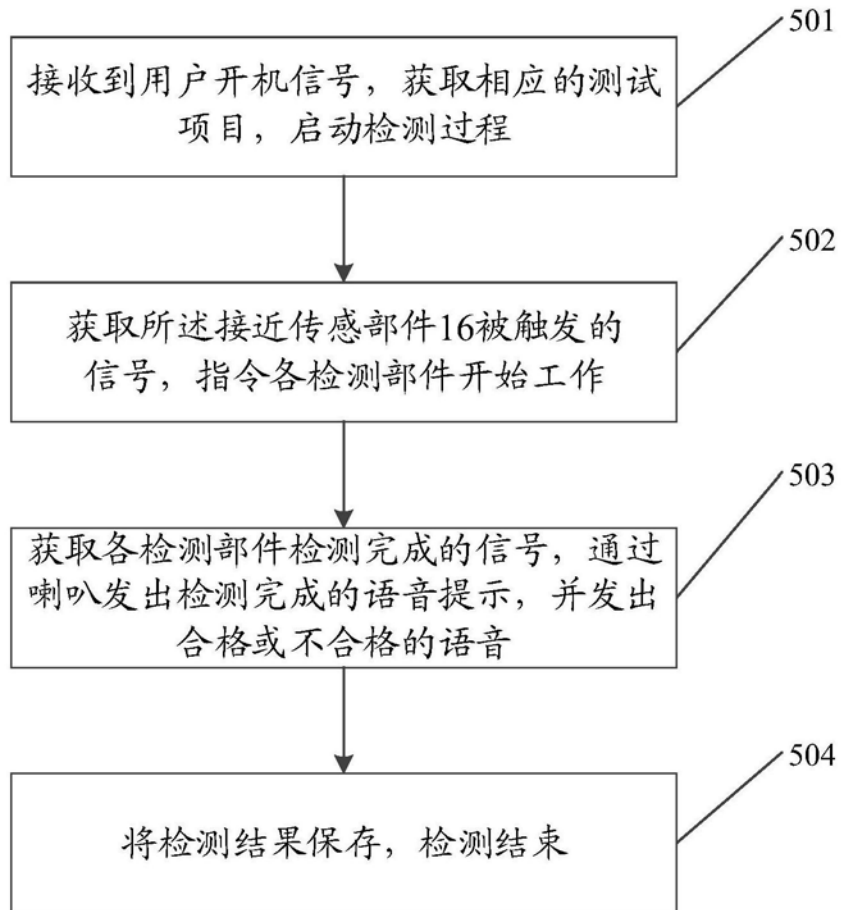 501
接收到用户开机信号，获取相应的测试
项目，启动检测过程
502
获取所述接近传感部件16被触发的
信号，指令各检测部件开始工作
503
获取各检测部件检测完成的信号，通过
喇叭发出检测完成的语音提示，并发出
合格或不合格的语音
504
将检测结果保存，检测结束